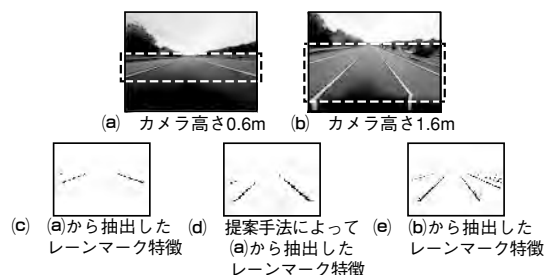 (a) カメラ高さ0.6m
(b) カメラ高さ1.6m
(c) (a)から抽出した
レーンマーク特徴
(d) 提案手法によって
(a)から抽出した
レーンマーク特徴
(e) (b)から抽出した
レーンマーク特徴